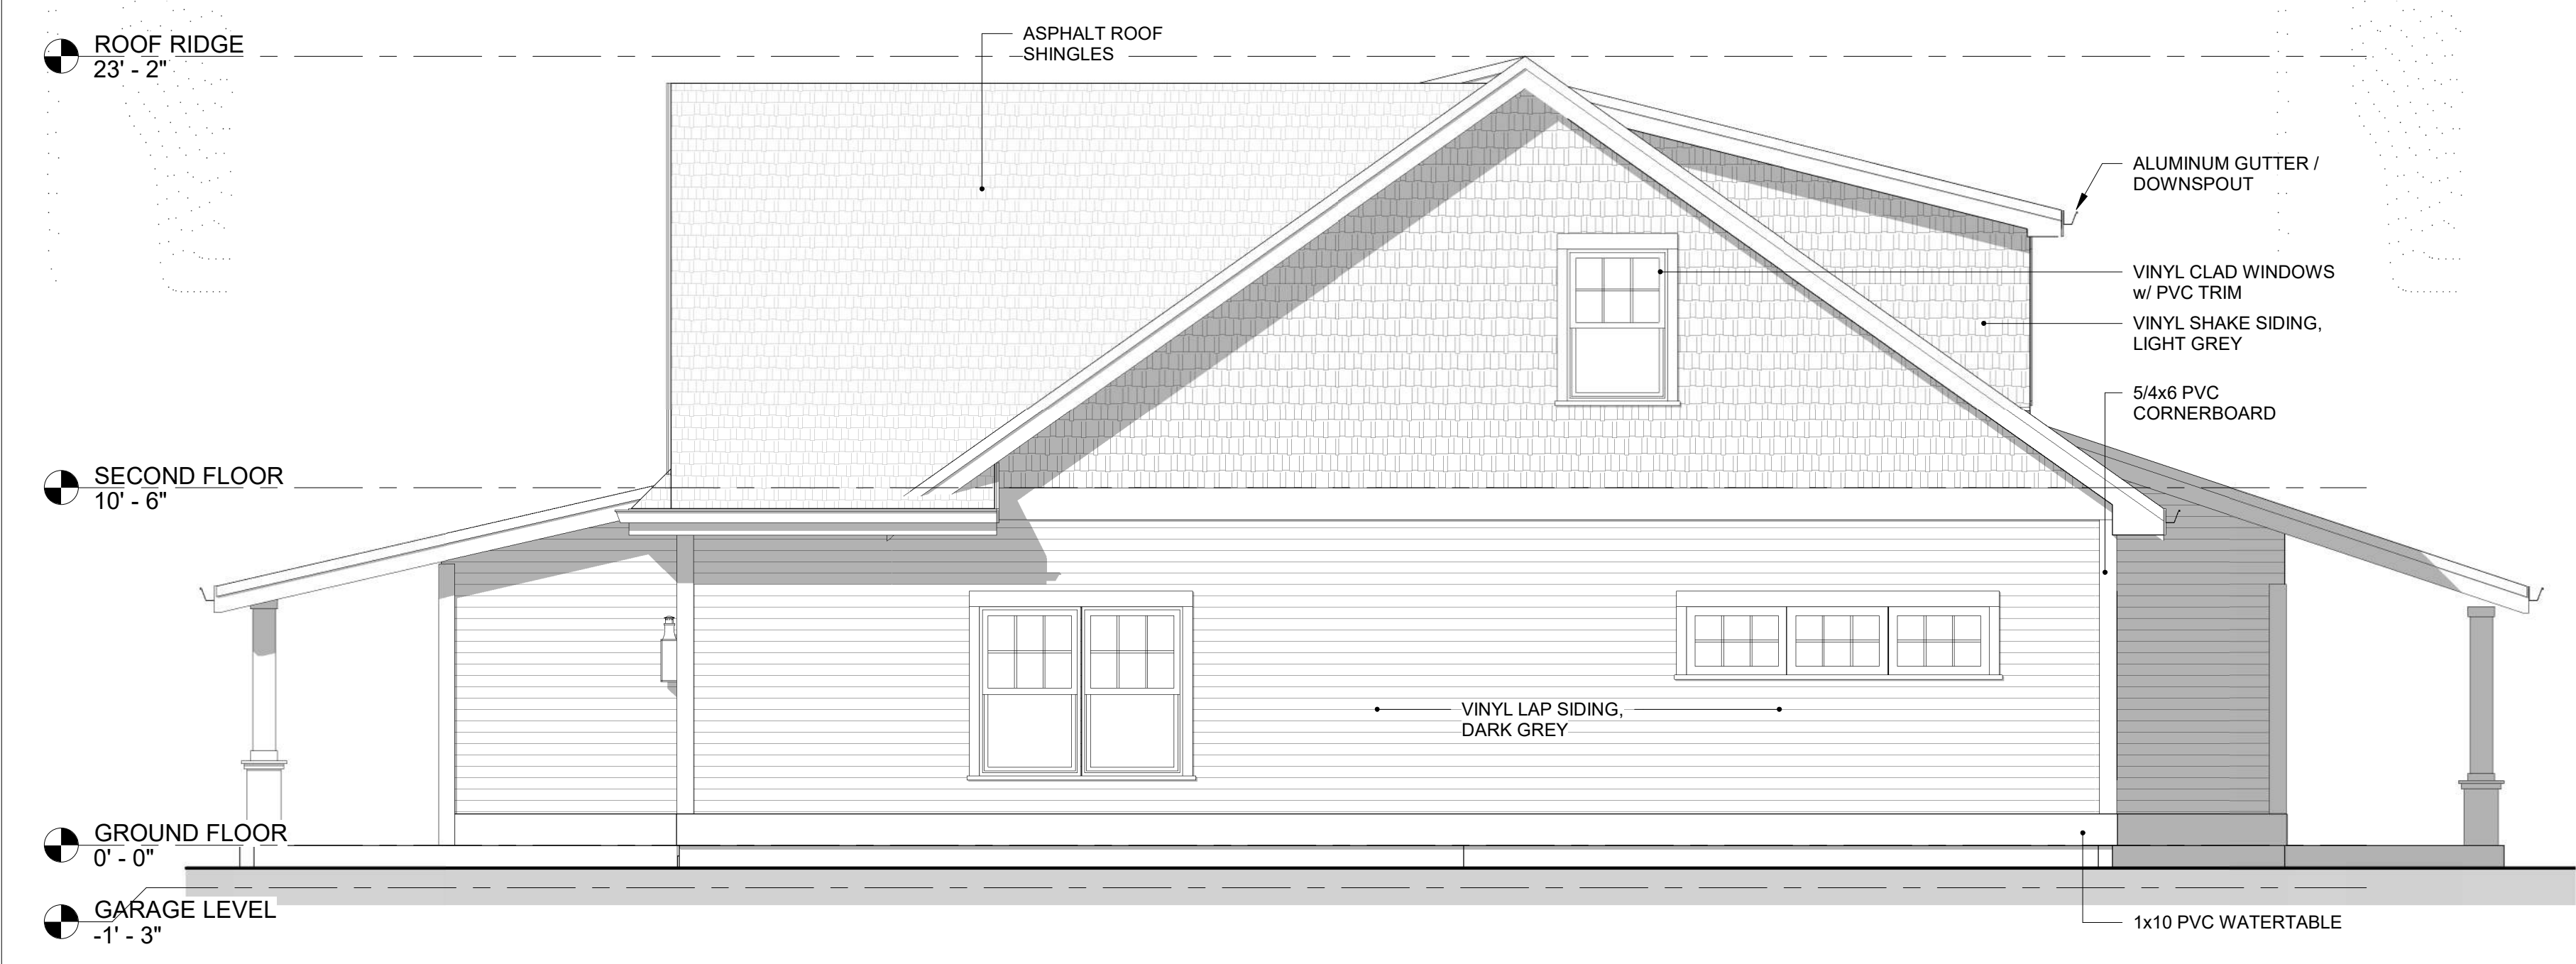 ROOF RIDGE
23' - 2"
ASPHALT ROOF
SHINGLES
ALUMINUM GUTTER /
DOWNSPOUT
VINYL CLAD WINDOWS
w/ PVC TRIM
VINYL SHAKE SIDING,
LIGHT GREY
5/4x6 PVC
CORNERBOARD
SECOND FLOOR
10' - 6"
VINYL LAP SIDING,
DARK GREY
GROUND FLOOR
0' - 0"
GARAGE LEVEL
-1' - 3"
1x10 PVC WATERTABLE